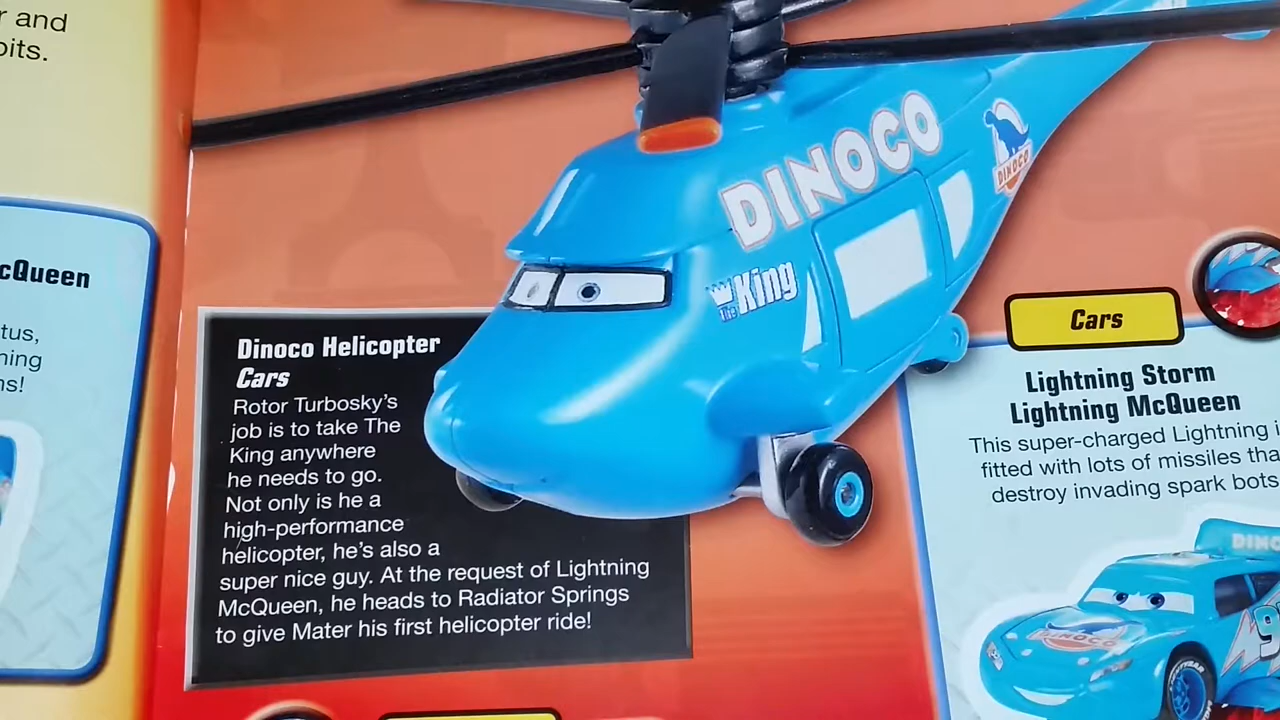 r and
bits.
cQueen
tus,
ning
ns!
DINOCO
DINOCO
The King
Dinoco Helicopter
Cars
Rotor Turbosky's
job is to take The
King anywhere
he needs to go.
Not only is he a
high-performance
helicopter, he's also a
super nice guy. At the request of Lightning
McQueen, he heads to Radiator Springs
to give Mater his first helicopter ride!
Cars
Lightning Storm
Lightning McQueen
This super-charged Lightning i
fitted with lots of missiles tha
destroy invading spark bots
DINO
DINOCO
9
GOODYEAR